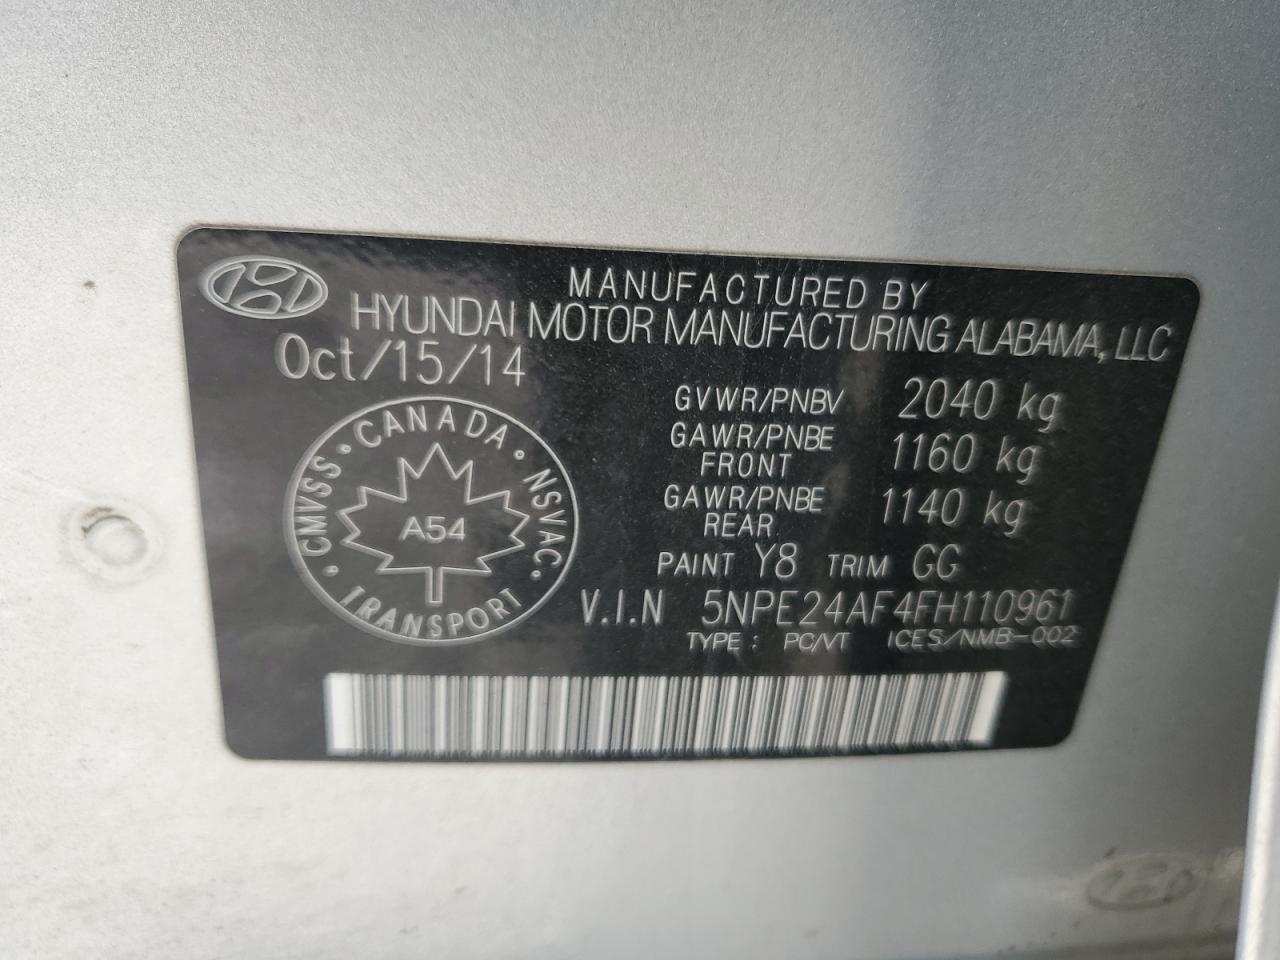 MANUFACTURED BY
HYUNDAI MOTOR MANUFACTURING ALABAMA, LLC
Oct/15/14
GVWR/PNBV 2040 kg
GAWR/PNBE FRONT 1160 kg
GAWR/PNBE REAR 1140 kg
PAINT Y8 TRIM GG
V.I.N 5NPE24AF4FH110961
TYPE : PC/VT ICES/NMB-002
CANADA
CMVSS NSVAC
A54
TRANSPORT